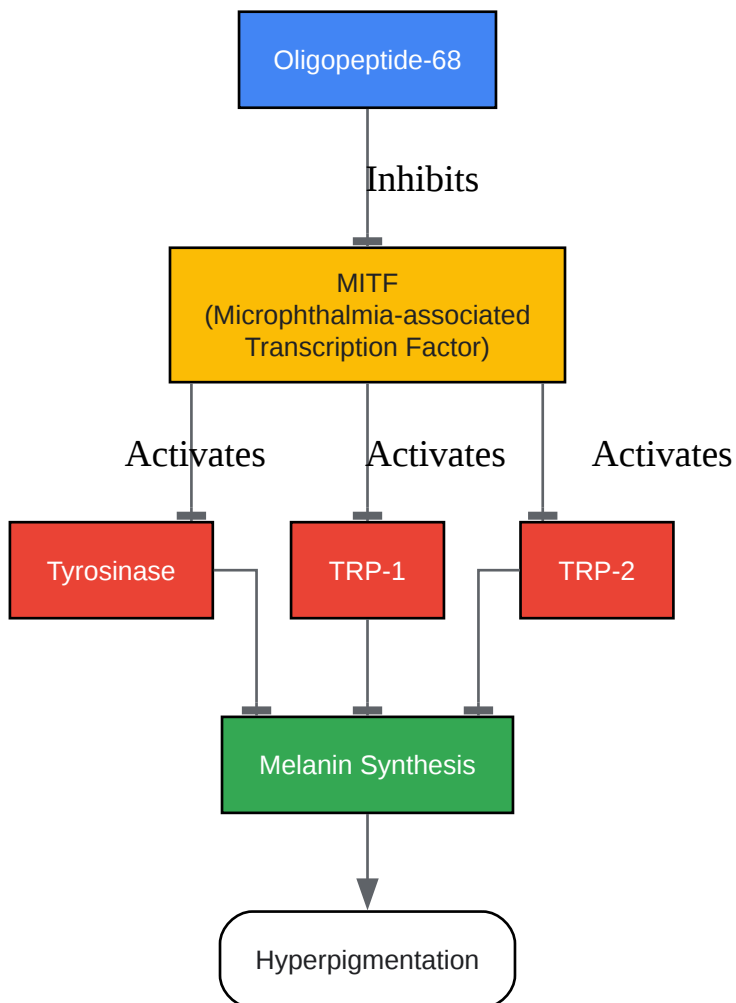 Oligopeptide-68
Inhibits
MITF
(Microphthalmia-associated
Transcription Factor)
Activates
Activates
Activates
Tyrosinase
TRP-1
TRP-2
Melanin Synthesis
Hyperpigmentation